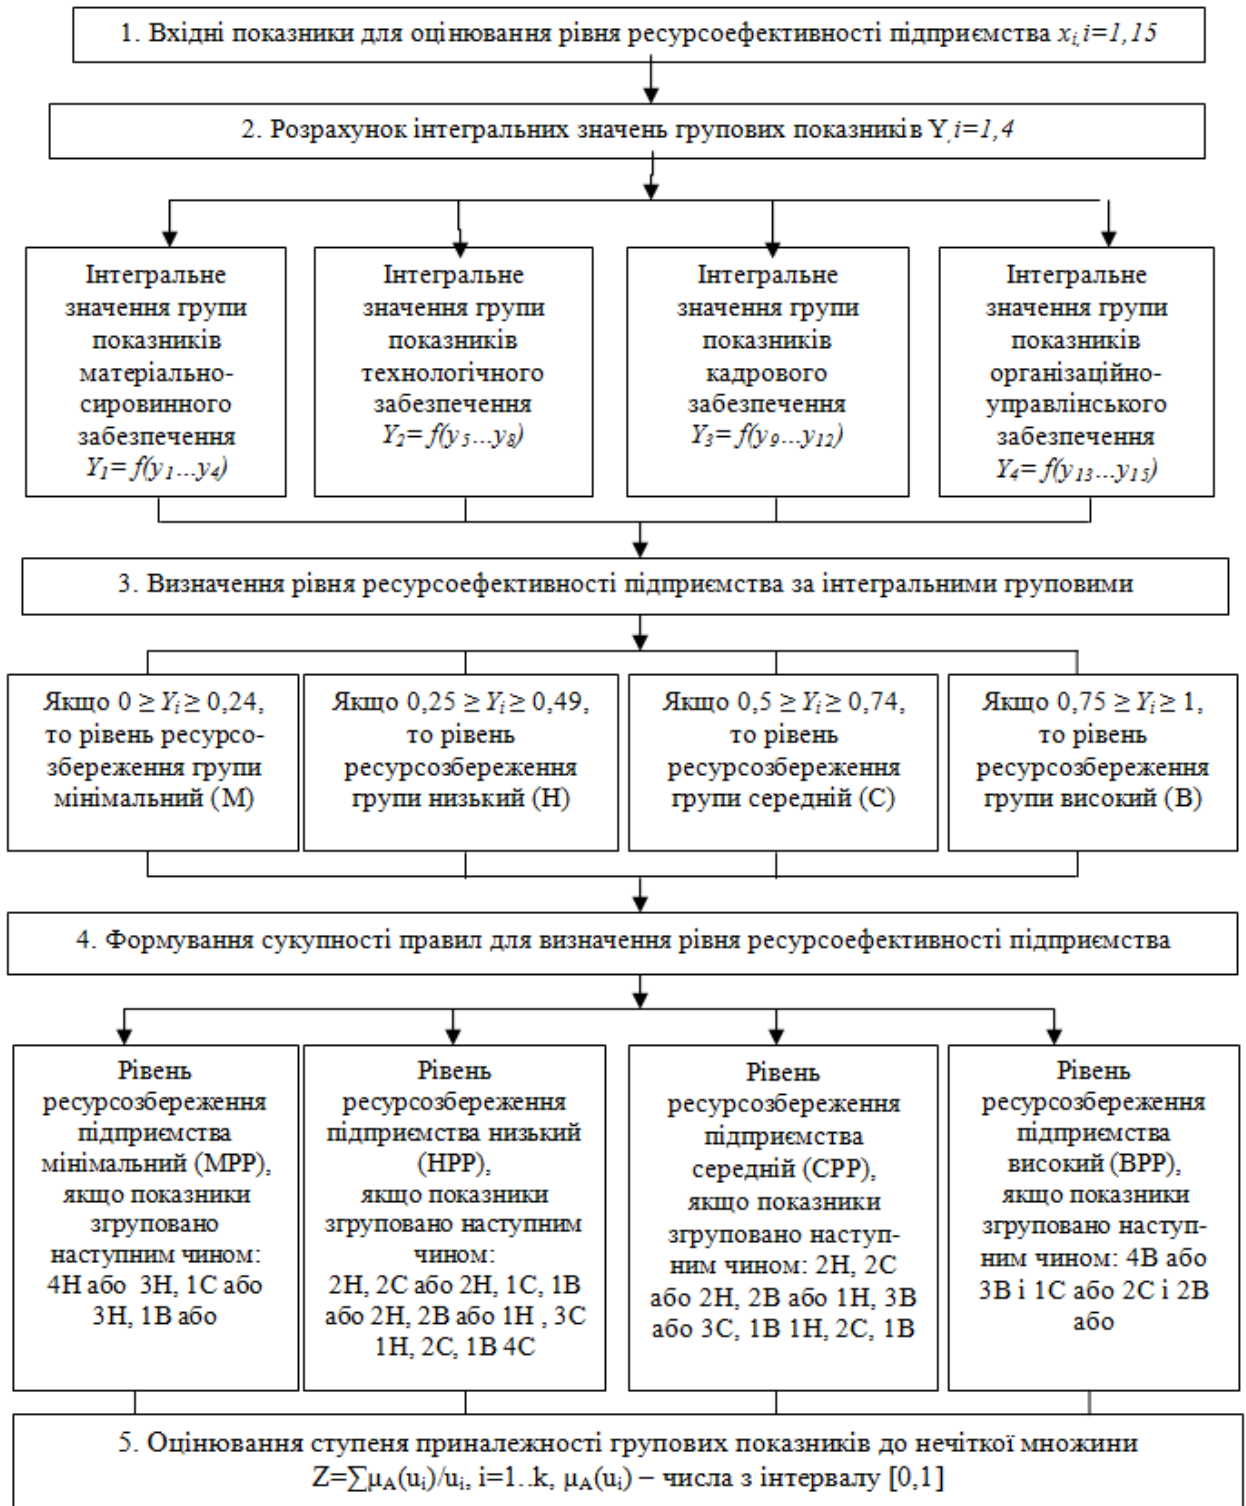 1. Вхідні показники для оцінювання рівня ресурсоефективності підприємства x_i, i=1,15
2. Розрахунок інтегральних значень групових показників Y, i=1,4
Інтегральне
значення групи
показників
матеріально-
сировинного
забезпечення
Y₁= f(y₁...y₄)
Інтегральне
значення групи
показників
технологічного
забезпечення
Y₂= f(y₅...y₈)
Інтегральне
значення групи
показників
кадрового
забезпечення
Y₃= f(y₉...y₁₂)
Інтегральне
значення групи
показників
організаційно-
управлінського
забезпечення
Y₄= f(y₁₃...y₁₅)
3. Визначення рівня ресурсоефективності підприємства за інтегральними груповими
Якщо 0 ≥ Y_i ≥ 0,24,
то рівень ресурсо-
збереження групи
мінімальний (М)
Якщо 0,25 ≥ Y_i ≥ 0,49,
то рівень
ресурсозбереження
групи низький (Н)
Якщо 0,5 ≥ Y_i ≥ 0,74,
то рівень
ресурсозбереження
групи середній (С)
Якщо 0,75 ≥ Y_i ≥ 1,
то рівень
ресурсозбереження
групи високий (В)
4. Формування сукупності правил для визначення рівня ресурсоефективності підприємства
Рівень
ресурсозбереження
підприємства
мінімальний (МРР),
якщо показники
згруповано
наступним чином:
4Н або 3Н, 1С або
3Н, 1В або
Рівень
ресурсозбереження
підприємства низький
(НРР),
якщо показники
згруповано наступним
чином:
2Н, 2С або 2Н, 1С, 1В
або 2Н, 2В або 1Н , 3С
1Н, 2С, 1В 4С
Рівень
ресурсозбереження
підприємства
середній (СРР),
якщо показники
згруповано наступ-
ним чином: 2Н, 2С
або 2Н, 2В або 1Н, 3В
або 3С, 1В 1Н, 2С, 1В
Рівень
ресурсозбереження
підприємства
високий (ВРР),
якщо показники
згруповано наступ-
ним чином: 4В або
3В і 1С або 2С і 2В
або
5. Оцінювання ступеня приналежності групових показників до нечіткої множини
Z=∑μ_A(u_i)/u_i, i=1..k, μ_A(u_i) – числа з інтервалу [0,1]